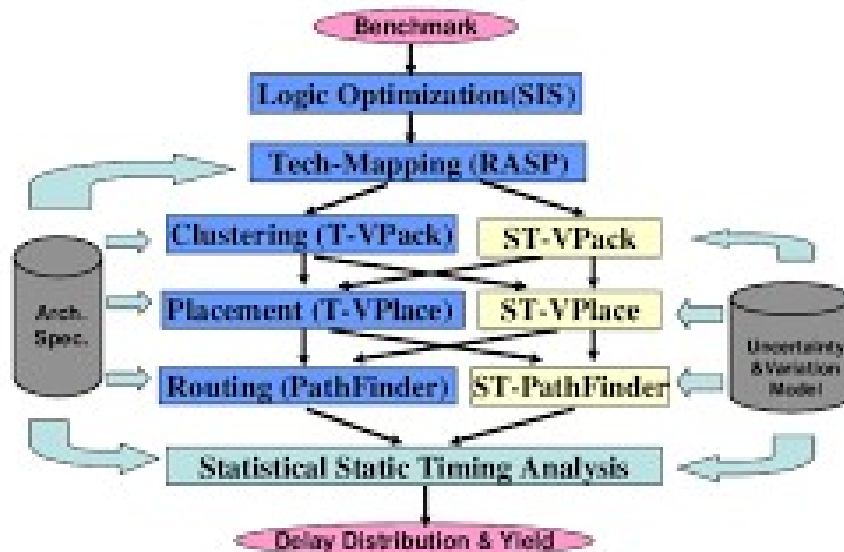 Benchmark
Logic Optimization(SIS)
Tech-Mapping (RASP)
Clustering (T-VPack)
ST-VPack
Arch.
Spec.
Placement (T-VPlace)
ST-VPlace
Uncertainty
&Variation
Model
Routing (PathFinder)
ST-PathFinder
Statistical Static Timing Analysis
Delay Distribution & Yield